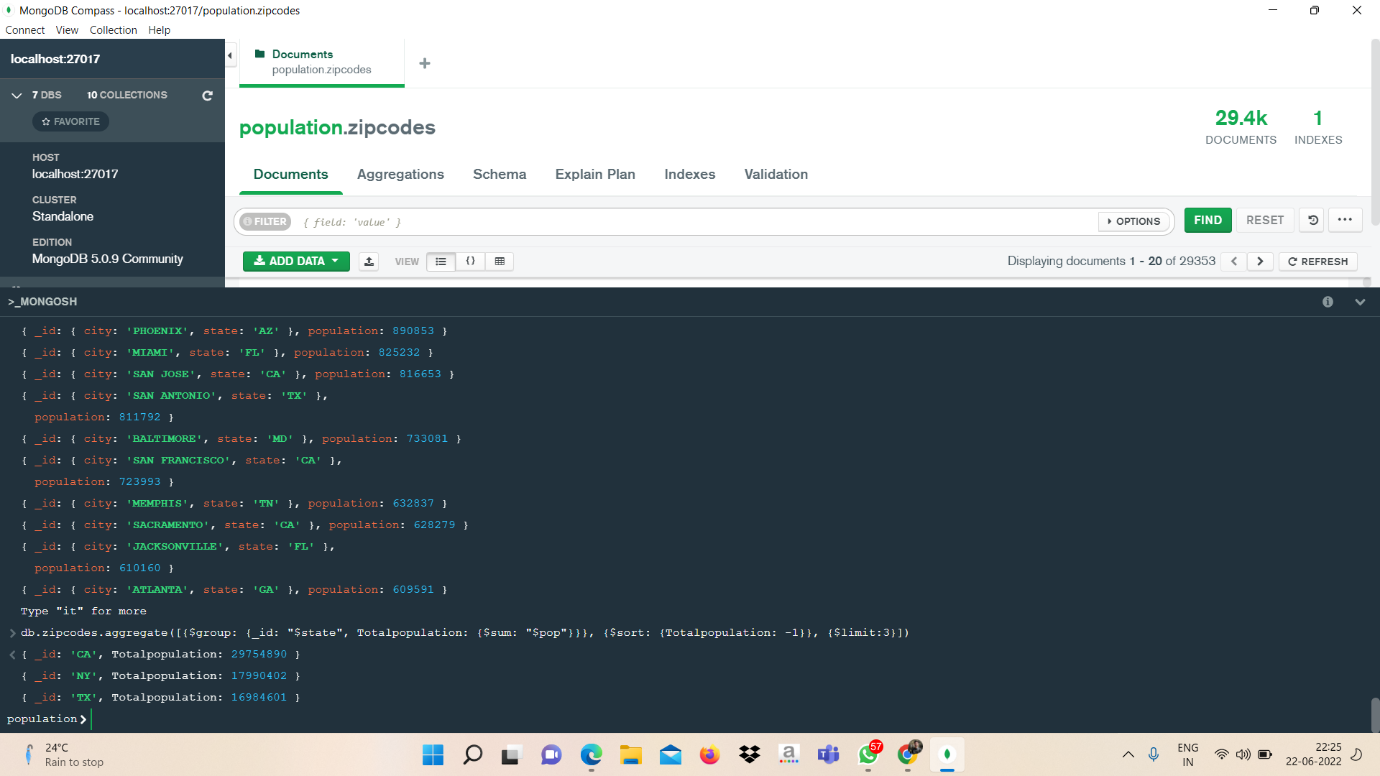 MongoDB Compass - localhost:27017/population.zipcodes
Connect View Collection Help
localhost:27017
7 DBS 10 COLLECTIONS
FAVORITE
HOST
localhost:27017
CLUSTER
Standalone
EDITION
MongoDB 5.0.9 Community
Documents
population.zipcodes
population.zipcodes
29.4k
DOCUMENTS
1
INDEXES
Documents Aggregations Schema Explain Plan Indexes Validation
FILTER { field: 'value' } OPTIONS FIND RESET
ADD DATA VIEW Displaying documents 1 - 20 of 29353 REFRESH
>_MONGOSH
{ _id: { city: 'PHOENIX', state: 'AZ' }, population: 890853 }
{ _id: { city: 'MIAMI', state: 'FL' }, population: 825232 }
{ _id: { city: 'SAN JOSE', state: 'CA' }, population: 816653 }
{ _id: { city: 'SAN ANTONIO', state: 'TX' },
population: 811792 }
{ _id: { city: 'BALTIMORE', state: 'MD' }, population: 733081 }
{ _id: { city: 'SAN FRANCISCO', state: 'CA' },
population: 723993 }
{ _id: { city: 'MEMPHIS', state: 'TN' }, population: 632837 }
{ _id: { city: 'SACRAMENTO', state: 'CA' }, population: 628279 }
{ _id: { city: 'JACKSONVILLE', state: 'FL' },
population: 610160 }
{ _id: { city: 'ATLANTA', state: 'GA' }, population: 609591 }
Type "it" for more
> db.zipcodes.aggregate([{$group: {_id: "$state", Totalpopulation: {$sum: "$pop"}}}, {$sort: {Totalpopulation: -1}}, {$limit:3}])
< { _id: 'CA', Totalpopulation: 29754890 }
{ _id: 'NY', Totalpopulation: 17990402 }
{ _id: 'TX', Totalpopulation: 16984601 }
population>
24°C
Rain to stop
57
ENG
IN
22:25
22-06-2022